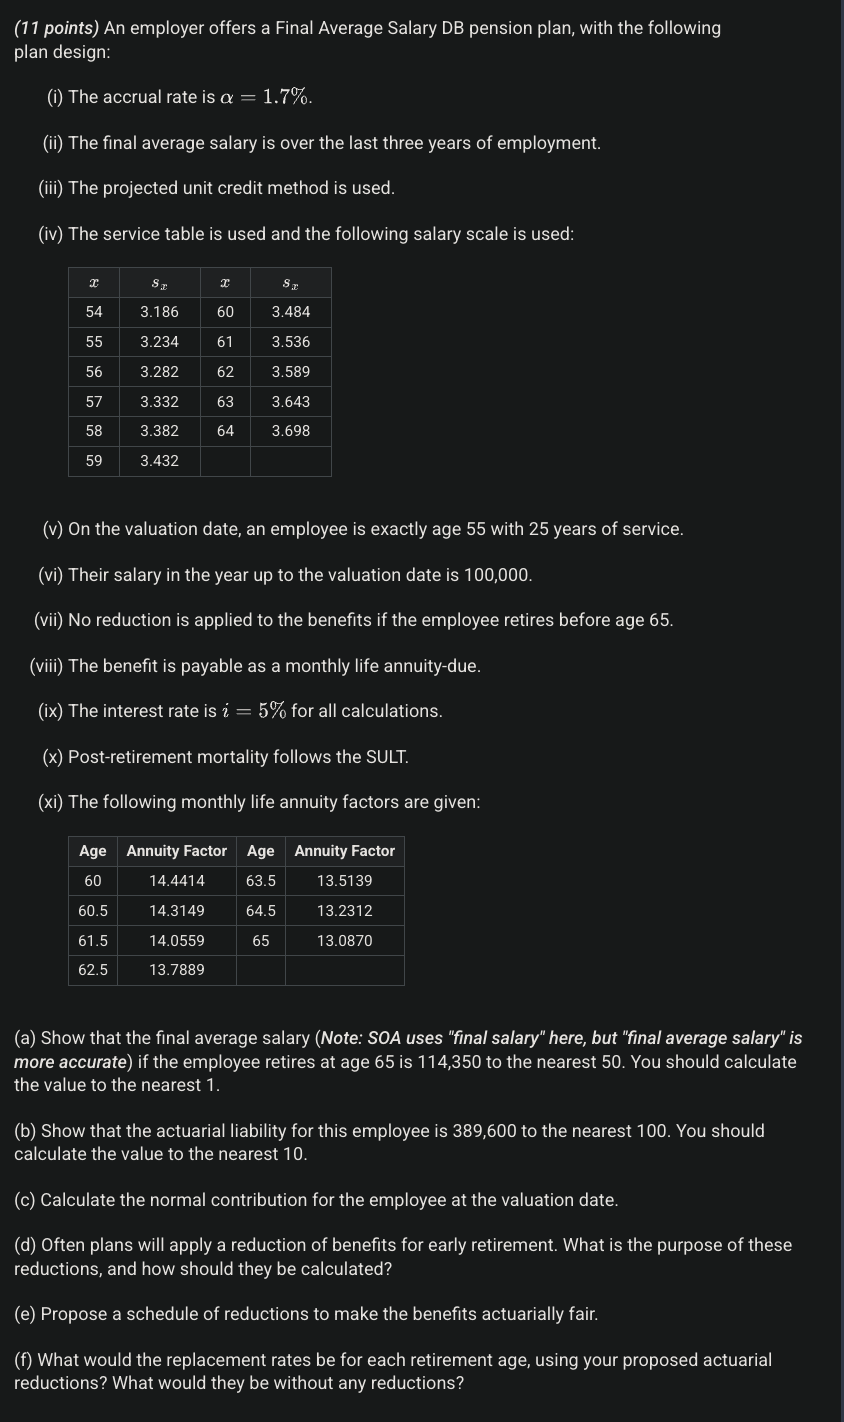 (11 points) An employer offers a Final Average Salary DB pension plan, with the following
plan design:
(i) The accrual rate is α = 1.7%.
(ii) The final average salary is over the last three years of employment.
(iii) The projected unit credit method is used.
(iv) The service table is used and the following salary scale is used:
x sₓ x sₓ
54 3.186 60 3.484
55 3.234 61 3.536
56 3.282 62 3.589
57 3.332 63 3.643
58 3.382 64 3.698
59 3.432
(v) On the valuation date, an employee is exactly age 55 with 25 years of service.
(vi) Their salary in the year up to the valuation date is 100,000.
(vii) No reduction is applied to the benefits if the employee retires before age 65.
(viii) The benefit is payable as a monthly life annuity-due.
(ix) The interest rate is i = 5% for all calculations.
(x) Post-retirement mortality follows the SULT.
(xi) The following monthly life annuity factors are given:
Age Annuity Factor Age Annuity Factor
60 14.4414 63.5 13.5139
60.5 14.3149 64.5 13.2312
61.5 14.0559 65 13.0870
62.5 13.7889
(a) Show that the final average salary (Note: SOA uses "final salary" here, but "final average salary" is
more accurate) if the employee retires at age 65 is 114,350 to the nearest 50. You should calculate
the value to the nearest 1.
(b) Show that the actuarial liability for this employee is 389,600 to the nearest 100. You should
calculate the value to the nearest 10.
(c) Calculate the normal contribution for the employee at the valuation date.
(d) Often plans will apply a reduction of benefits for early retirement. What is the purpose of these
reductions, and how should they be calculated?
(e) Propose a schedule of reductions to make the benefits actuarially fair.
(f) What would the replacement rates be for each retirement age, using your proposed actuarial
reductions? What would they be without any reductions?